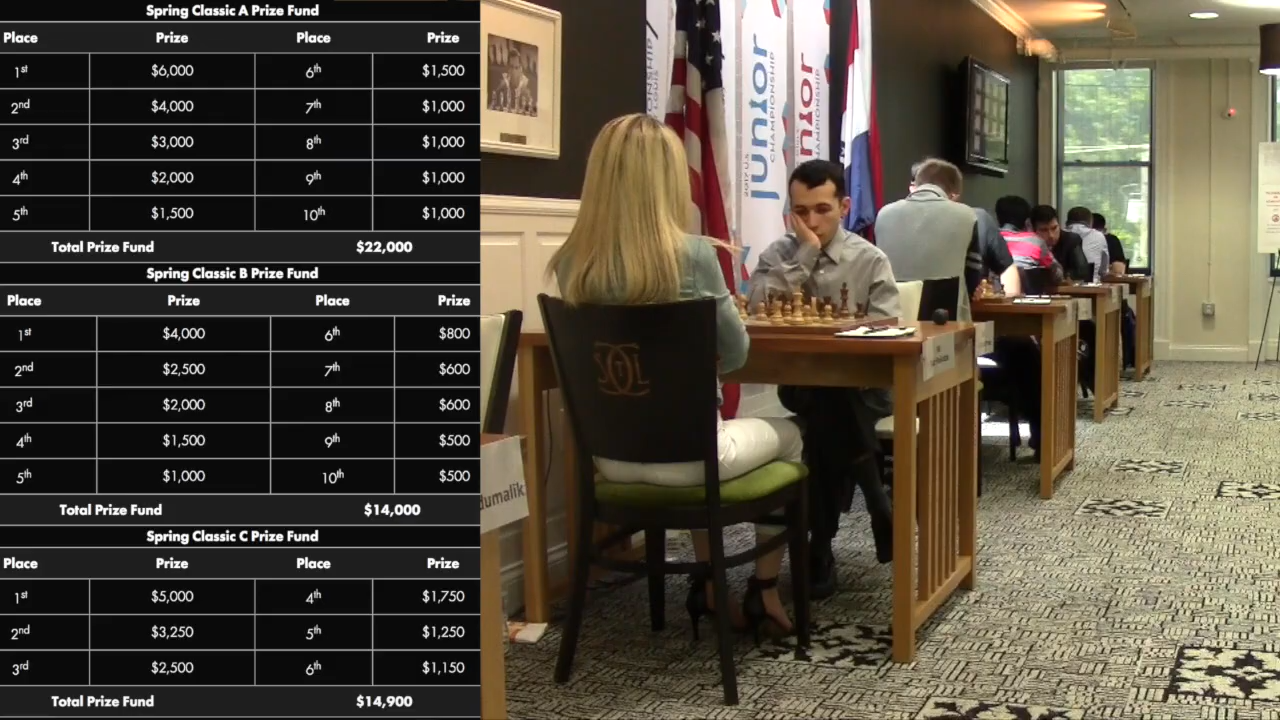 Spring Classic A Prize Fund
Place Prize Place Prize
1st $6,000 6th $1,500
2nd $4,000 7th $1,000
3rd $3,000 8th $1,000
4th $2,000 9th $1,000
5th $1,500 10th $1,000
Total Prize Fund $22,000
Spring Classic B Prize Fund
Place Prize Place Prize
1st $4,000 6th $800
2nd $2,500 7th $600
3rd $2,000 8th $600
4th $1,500 9th $500
5th $1,000 10th $500
Total Prize Fund $14,000
Spring Classic C Prize Fund
Place Prize Place Prize
1st $5,000 4th $1,750
2nd $3,250 5th $1,250
3rd $2,500 6th $1,150
Total Prize Fund $14,900
2017 U.S.
Junior
CHAMPIONSHIP
dumalik